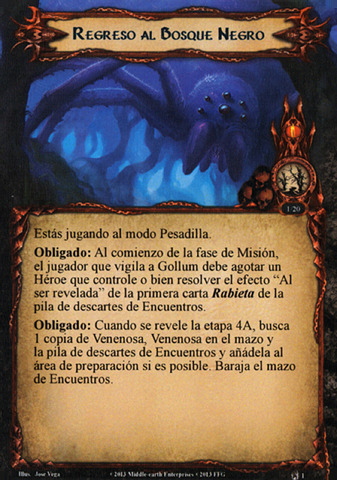 Regreso al Bosque Negro
1/20
Estás jugando al modo Pesadilla.
Obligado: Al comienzo de la fase de Misión,
el jugador que vigila a Gollum debe agotar un
Héroe que controle o bien resolver el efecto “Al
ser revelada” de la primera carta Rabieta de la
pila de descartes de Encuentros.
Obligado: Cuando se revele la etapa 4A, busca
1 copia de Venenosa, Venenosa en el mazo y
la pila de descartes de Encuentros y añádela al
área de preparación si es posible. Baraja el mazo
de Encuentros.
Illus. Jose Vega ©2013 Middle-earth Enterprises ©2013 FFG 1